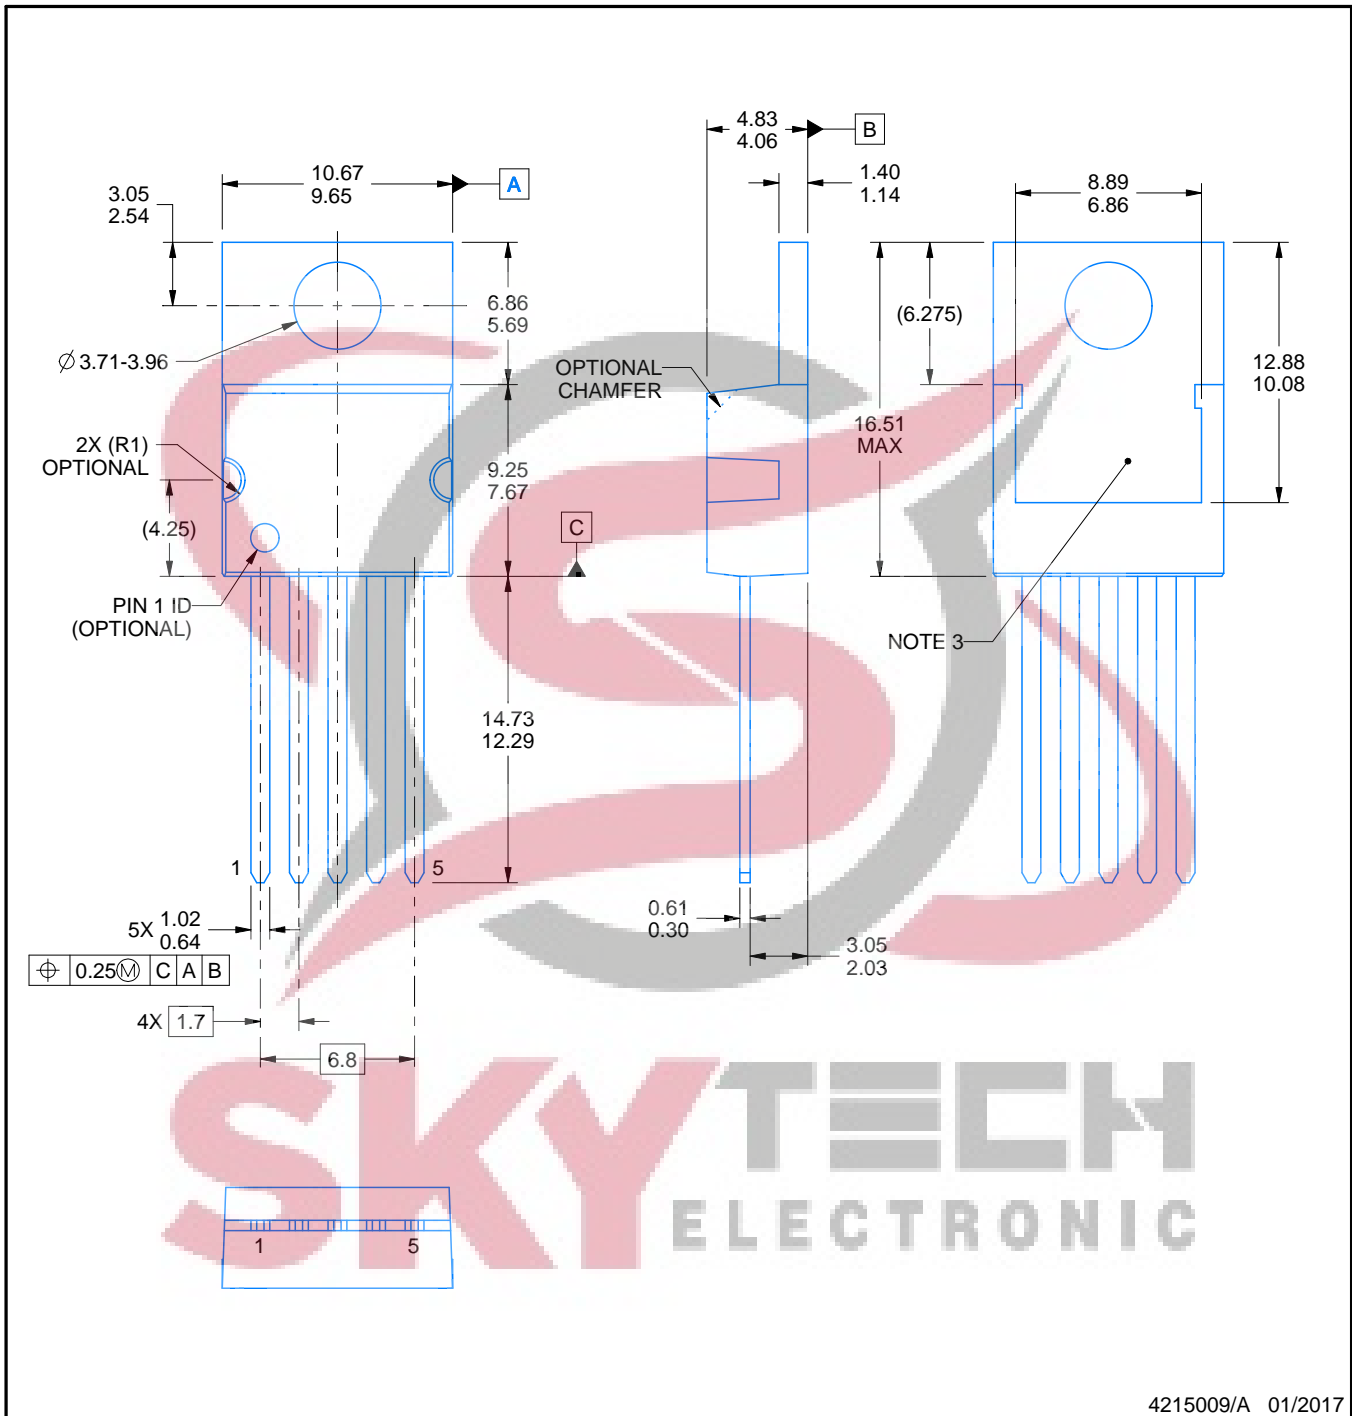 4.83
4.06
B
10.67
9.65
A
1.40
1.14
8.89
6.86
3.05
2.54
6.86
5.69
(6.275)
Ø 3.71-3.96
OPTIONAL
CHAMFER
12.88
10.08
16.51
MAX
2X (R1)
OPTIONAL
9.25
7.67
(4.25)
C
PIN 1 ID
(OPTIONAL)
NOTE 3
14.73
12.29
1
5
5X 1.02
0.64
0.61
0.30
3.05
2.03
⌖ 0.25Ⓜ C A B
4X 1.7
6.8
SKYTECH
ELECTRONIC
1
5
4215009/A 01/2017